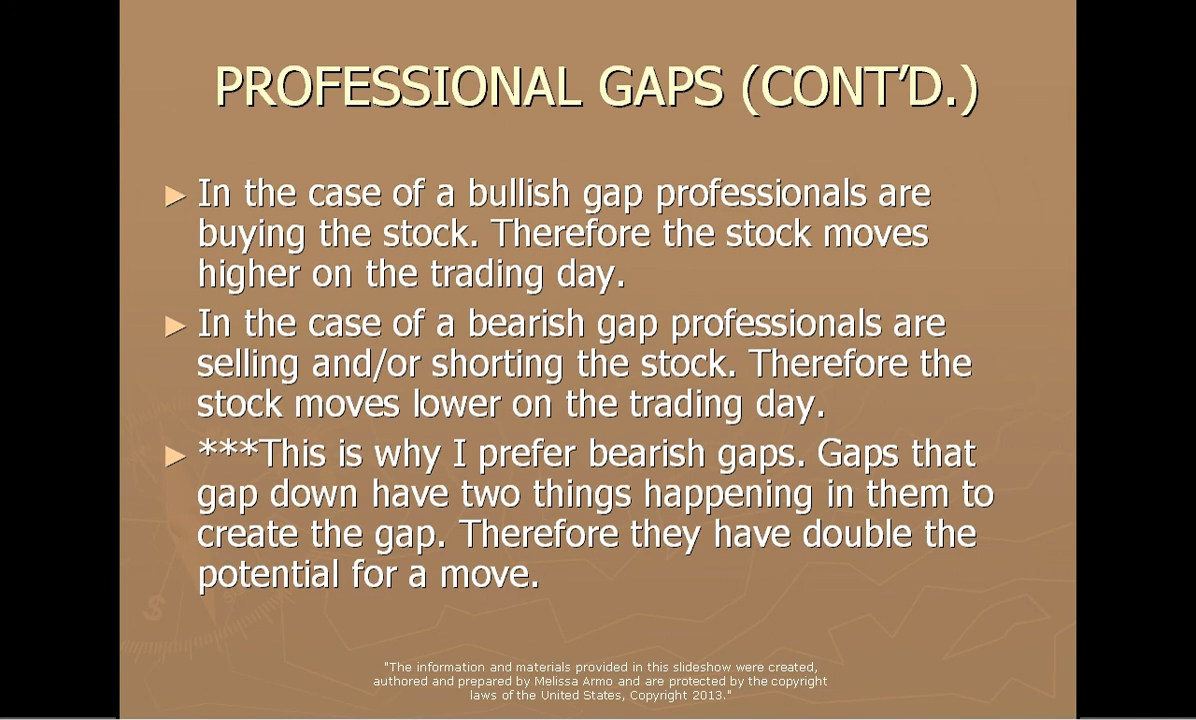 PROFESSIONAL GAPS (CONT’D.)
► In the case of a bullish gap professionals are
buying the stock. Therefore the stock moves
higher on the trading day.
► In the case of a bearish gap professionals are
selling and/or shorting the stock. Therefore the
stock moves lower on the trading day.
► ***This is why I prefer bearish gaps. Gaps that
gap down have two things happening in them to
create the gap. Therefore they have double the
potential for a move.
"The information and materials provided in this slideshow were created,
authored and prepared by Melissa Armo and are protected by the copyright
laws of the United States, Copyright 2013."